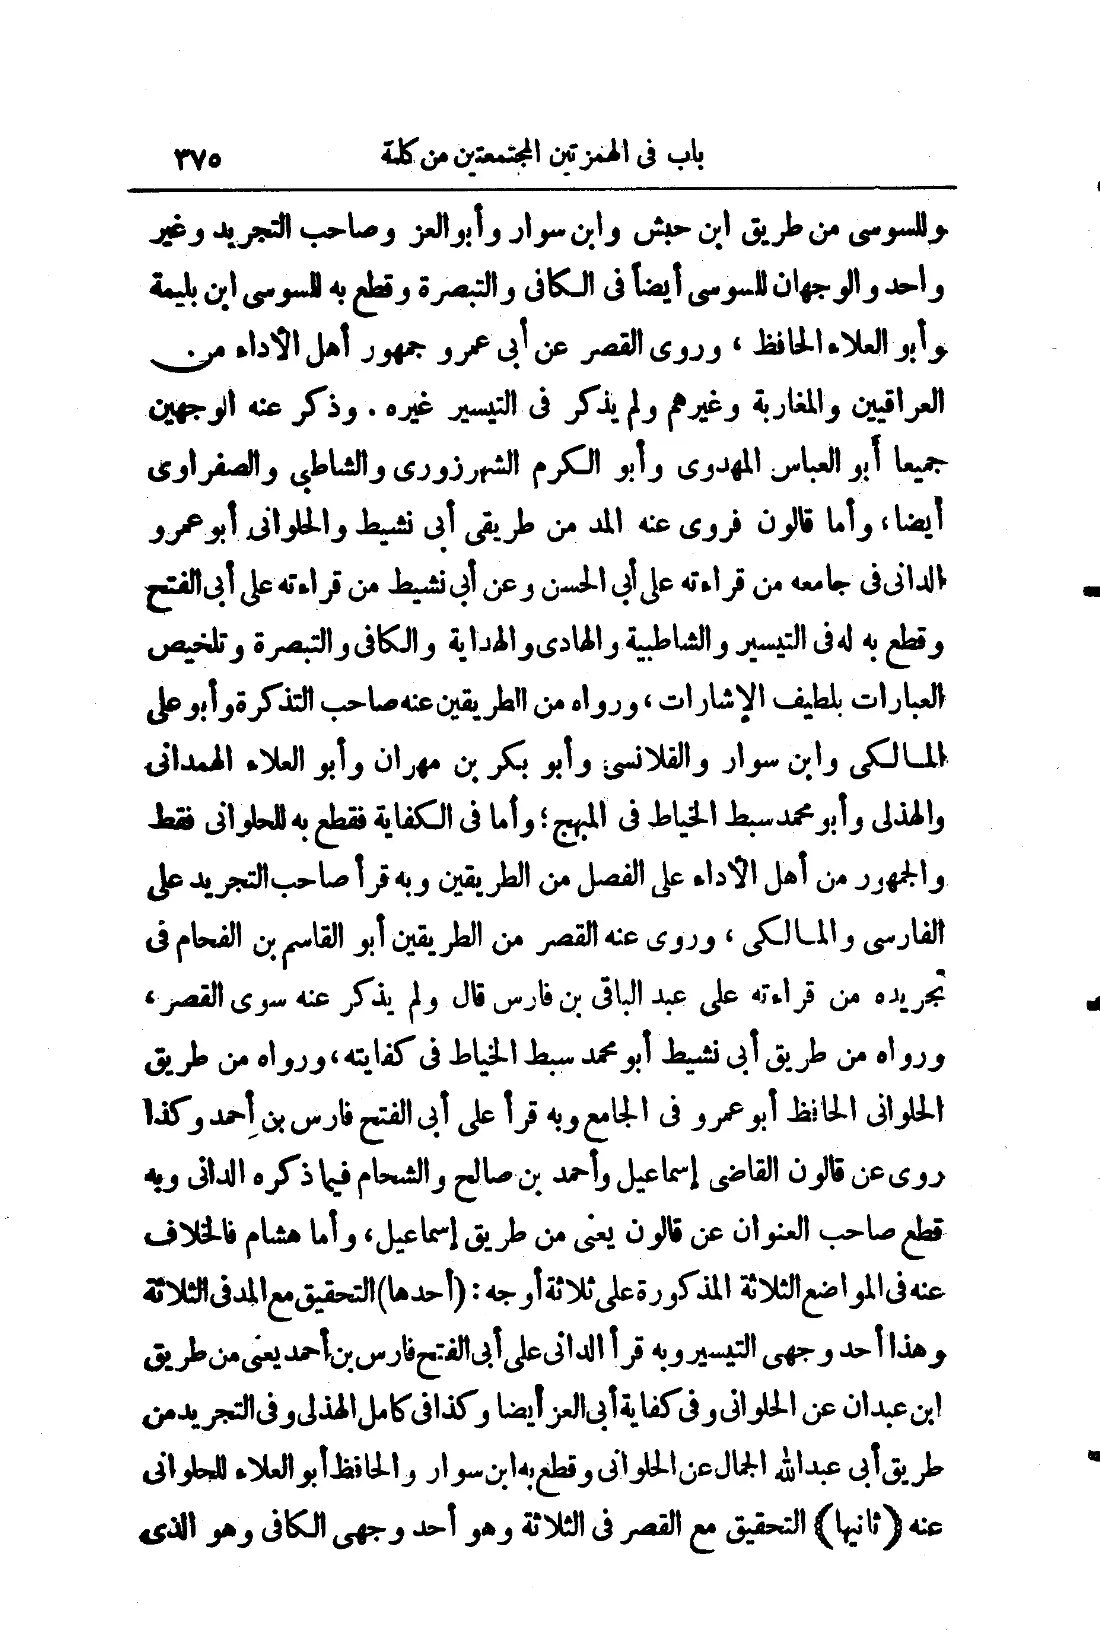 باب فى الهمزتين المجتمعتين من كلمة ٣٧٥
وللسوسى من طريق ابن حبش وابن سوار وأبو العز وصاحب التجريد وغير
واحد والوجهان للسوسى أيضاً فى الكافى والتبصرة وقطع به للسوسى ابن بليمة
وأبو العلاء الحافظ ، وروى القصر عن أبى عمرو جمهور أهل الأداء من
العراقيين والمغاربة وغيرهم ولم يذكر فى التيسير غيره . وذكر عنه الوجهين
جميعا أبو العباس المهدوى وأبو الكرم الشهرزورى والشاطبى والصفراوى
أيضا ، وأما قالون فروى عنه المد من طريقى أبى نشيط والحلوانى أبو عمرو
الدانى فى جامعه من قراءته على أبى الحسن وعن أبى نشيط من قراءته على أبى الفتح
وقطع به له فى التيسير والشاطبية والهادى والهداية والكافى والتبصرة وتلخيص
العبارات بلطيف الإشارات ، ورواه من الطريقين عنه صاحب التذكرة وأبو على
المالكى وابن سوار والقلانسى وأبو بكر بن مهران وأبو العلاء الهمدانى
والهذلى وأبو محمد سبط الخياط فى المبهج ؛ وأما فى الكفاية فقطع به للحلوانى فقط
والجمهور من أهل الأداء على الفصل من الطريقين وبه قرأ صاحب التجريد على
الفارسى والمالكى ، وروى عنه القصر من الطريقين أبو القاسم بن الفحام فى
تجريده من قراءته على عبد الباقى بن فارس قال ولم يذكر عنه سوى القصر ،
ورواه من طريق أبى نشيط أبو محمد سبط الخياط فى كفايته ، ورواه من طريق
الحلوانى الحافظ أبو عمرو فى الجامع وبه قرأ على أبى الفتح فارس بن أحمد وكذا
روى عن قالون القاضى إسماعيل وأحمد بن صالح والشحام فيما ذكره الدانى وبه
قطع صاحب العنوان عن قالون يعنى من طريق إسماعيل ، وأما هشام فالخلاف
عنه فى المواضع الثلاثة المذكورة على ثلاثة أوجه : (أحدها) التحقيق مع المد فى الثلاثة
وهذا أحد وجهى التيسير وبه قرأ الدانى على أبى الفتح فارس بن أحمد يعنى من طريق
ابن عبدان عن الحلوانى وفى كفاية أبى العز أيضا وكذا فى كامل الهذلى وفى التجريد من
طريق أبى عبد الله الجمال عن الحلوانى وقطع به ابن سوار والحافظ أبو العلاء للحلوانى
عنه (ثانيها) التحقيق مع القصر فى الثلاثة وهو أحد وجهى الكافى وهو الذى